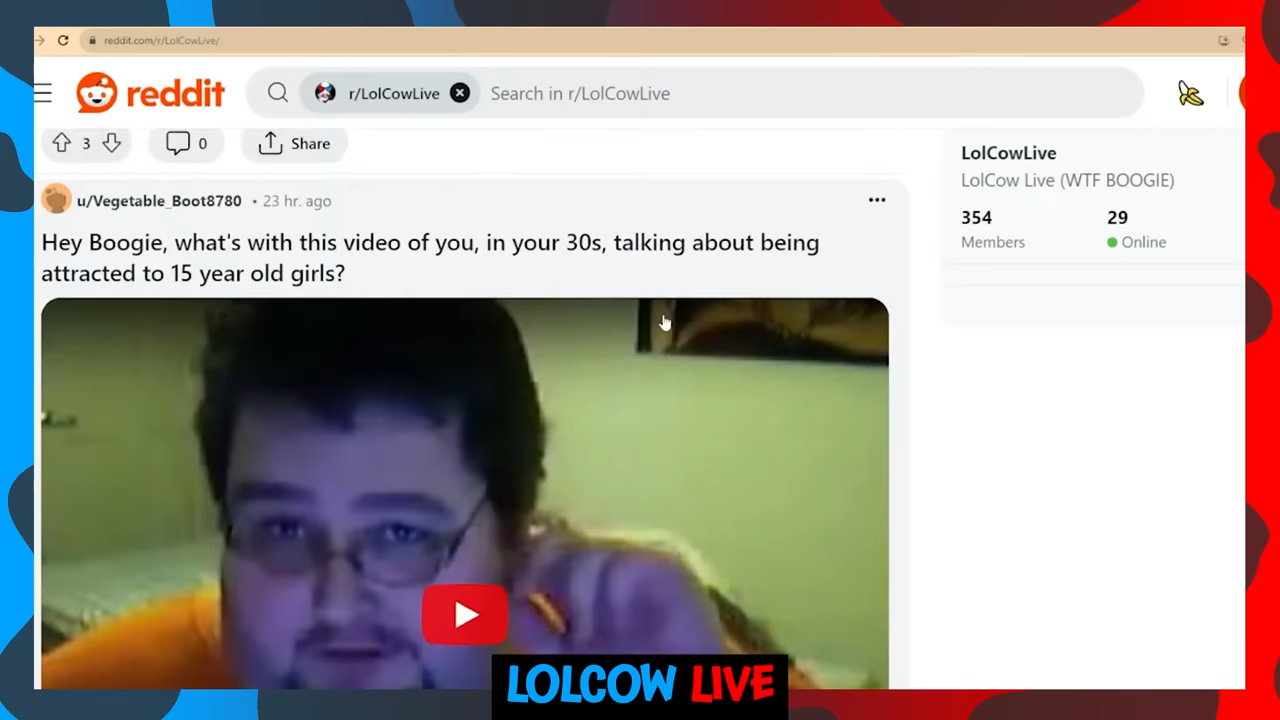 reddit.com/r/LolCowLive/
reddit r/LolCowLive Search in r/LolCowLive
3 0 Share
u/Vegetable_Boot8780 • 23 hr. ago
Hey Boogie, what's with this video of you, in your 30s, talking about being
attracted to 15 year old girls?
LolCowLive
LolCow Live (WTF BOOGIE)
354 29
Members Online
LOLCOW LIVE